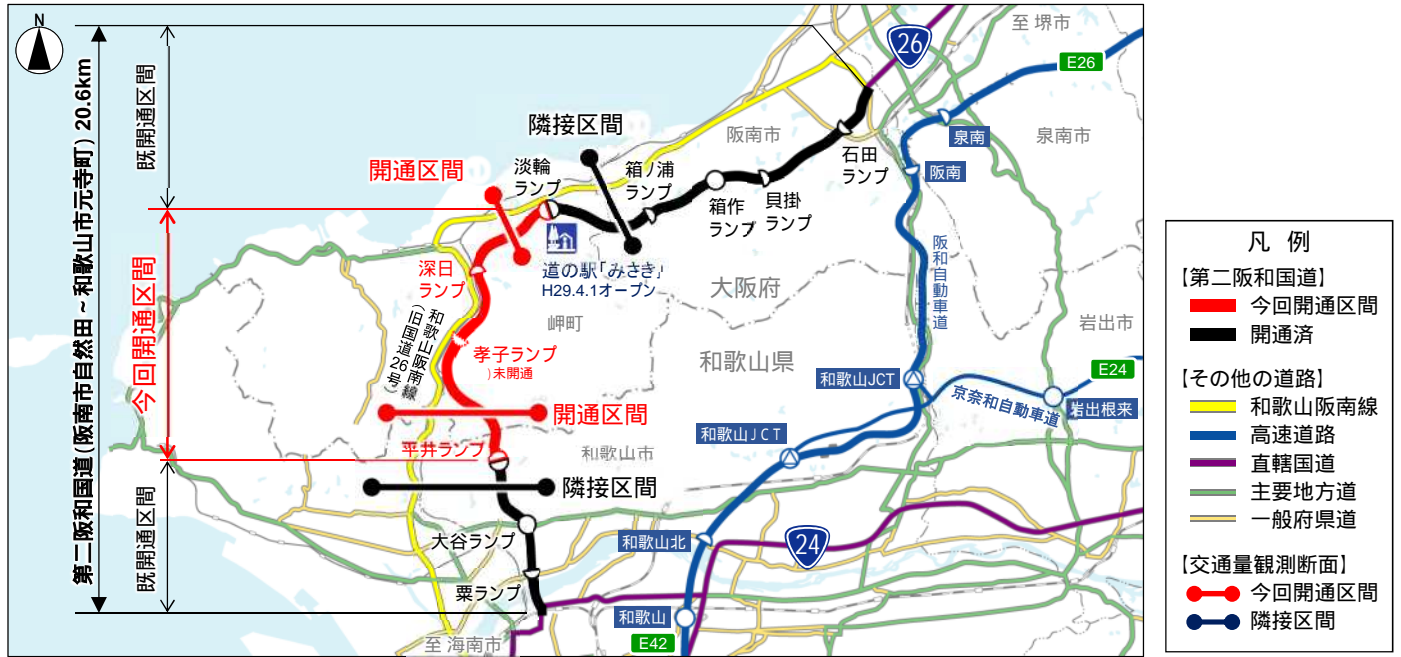 N
第二阪和国道(阪南市自然田~和歌山市元寺町) 20.6km
既開通区間
今回開通区間
既開通区間
至 堺市
26
E26
隣接区間
阪南市
泉南
泉南市
開通区間
淡輪
ランプ
箱ノ浦
ランプ
石田
ランプ
阪南
箱作
ランプ
貝掛
ランプ
道の駅「みさき」
H29.4.1オープン
深日
ランプ
大阪府
阪和自動車道
岬町
和歌山阪南線
(旧国道26号)
孝子ランプ
)未開通
和歌山県
岩出市
E24
和歌山JCT
京奈和自動車道
岩出根来
開通区間
和歌山JCT
平井ランプ
和歌山市
隣接区間
大谷ランプ
和歌山北
24
粟ランプ
和歌山
至 海南市
E42
凡 例
【第二阪和国道】
今回開通区間
開通済
【その他の道路】
和歌山阪南線
高速道路
直轄国道
主要地方道
一般府県道
【交通量観測断面】
今回開通区間
隣接区間